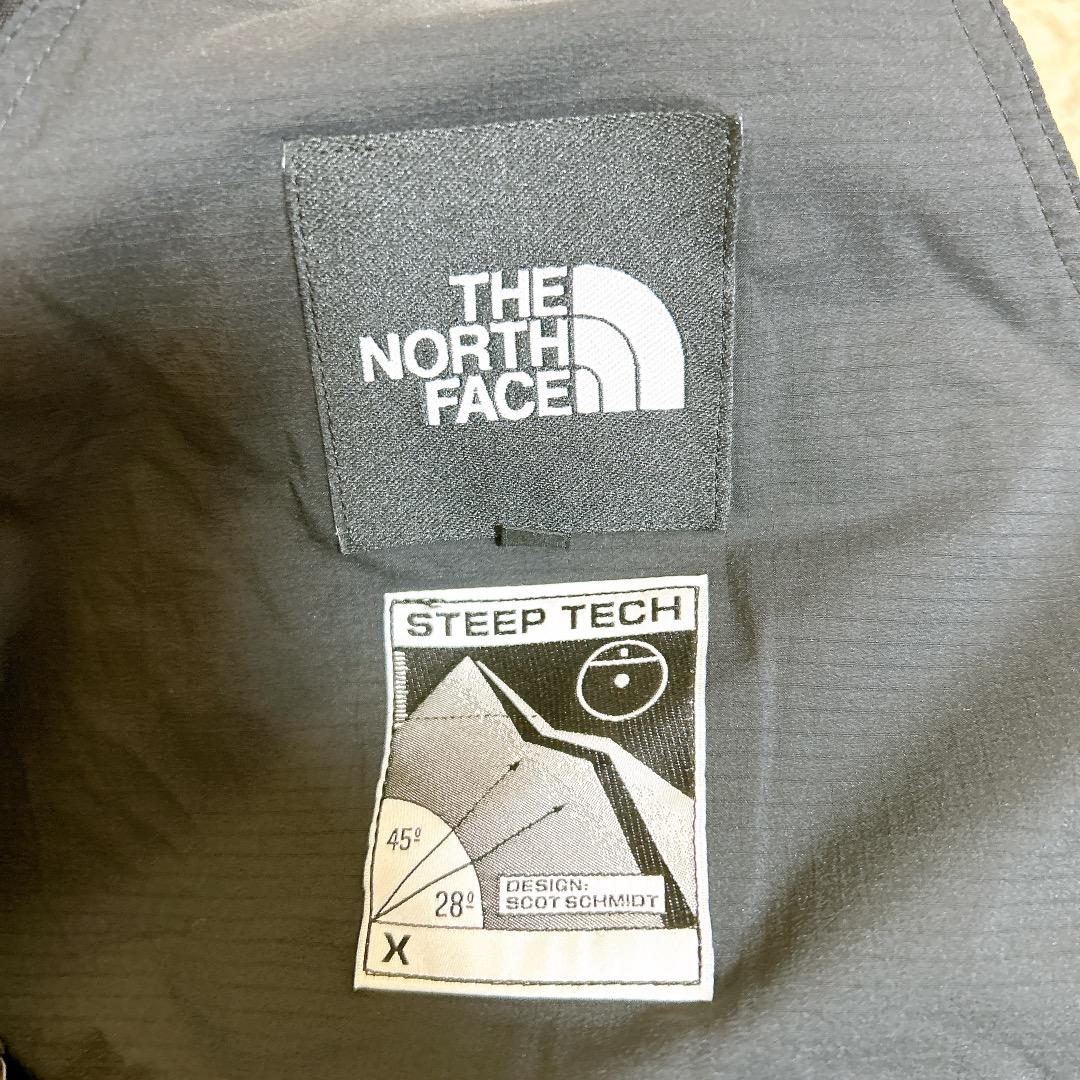 THE
NORTH
FACE
STEEP TECH
45º
28º
DESIGN:
SCOT SCHMIDT
X